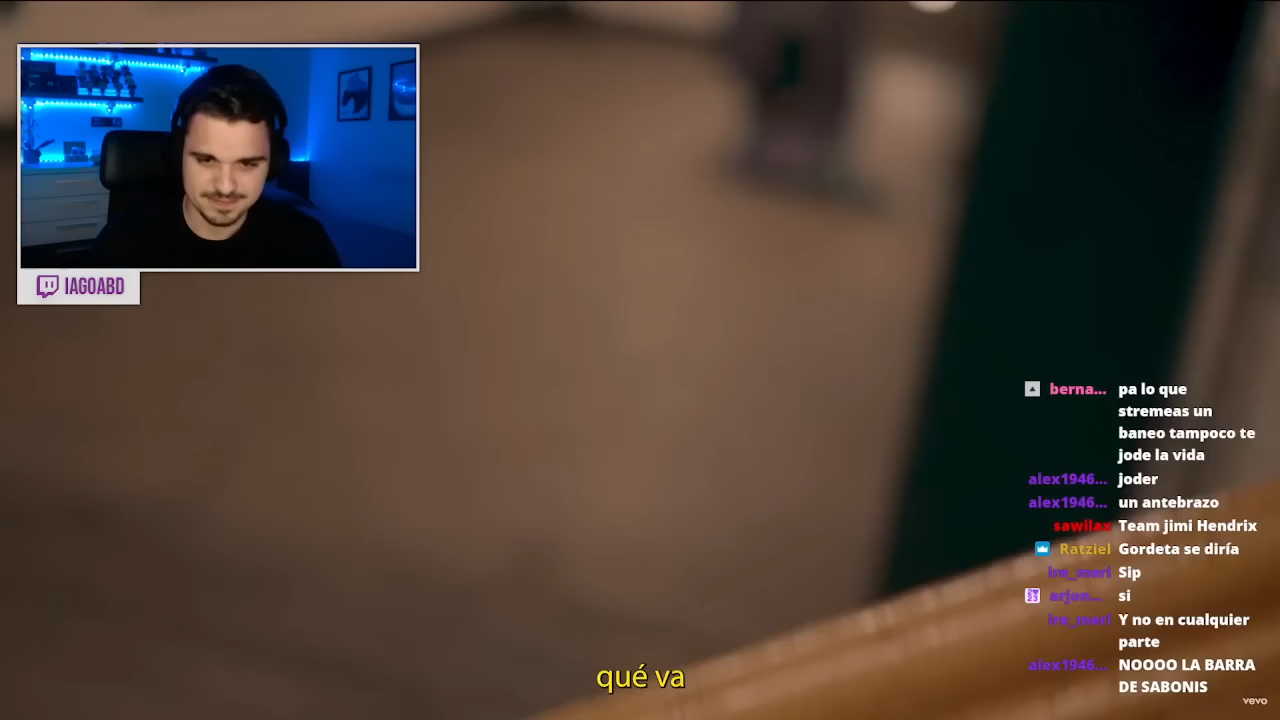 IAGOABD
berna... pa lo que
stremeas un
baneo tampoco te
jode la vida
alex1946... joder
alex1946... un antebrazo
sawilax Team jimi Hendrix
Ratziel Gordeta se diría
Sip
arjon... si
Y no en cualquier
parte
alex1946... NOOOO LA BARRA
DE SABONIS
qué va
vevo